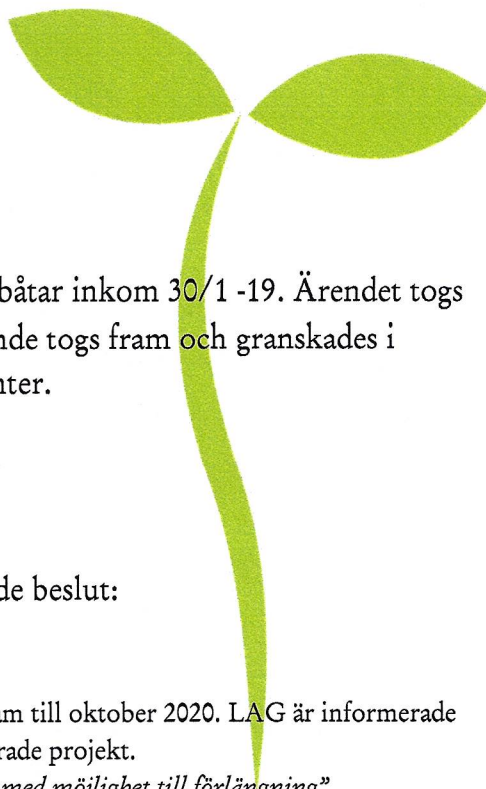 båtar inkom 30/1 -19. Ärendet togs
nde togs fram och granskades i
nter.
de beslut:
am till oktober 2020. LAG är informerade
rade projekt.
med möjlighet till förlängning”